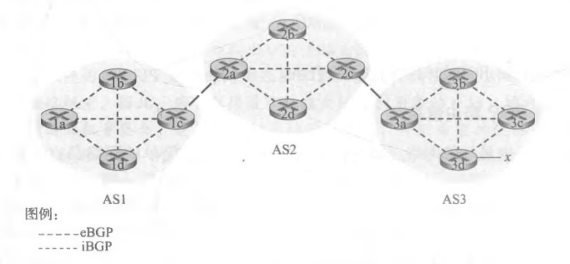 2b
2a
2c
2d
AS2
1b
1a
1c
1d
AS1
3b
3a
3c
3d
x
AS3
图例：
-----eBGP
------ iBGP